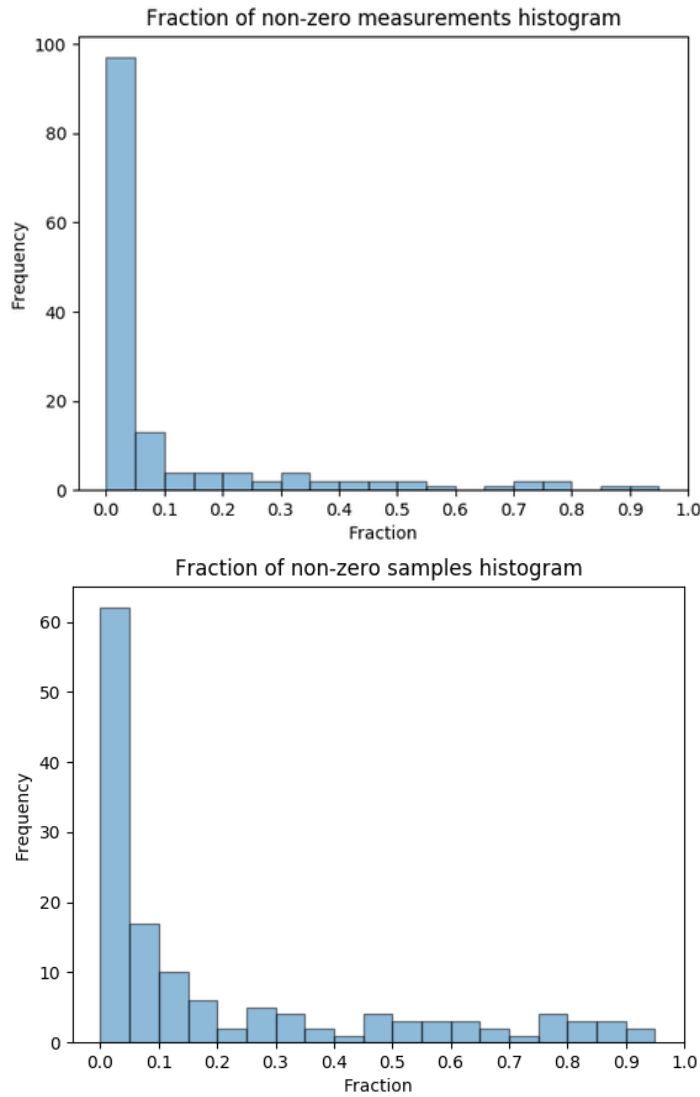 Fraction of non-zero measurements histogram
100
80
60
40
20
0
Frequency
0.0 0.1 0.2 0.3 0.4 0.5 0.6 0.7 0.8 0.9 1.0
Fraction
Fraction of non-zero samples histogram
60
50
40
30
20
10
0
Frequency
0.0 0.1 0.2 0.3 0.4 0.5 0.6 0.7 0.8 0.9 1.0
Fraction